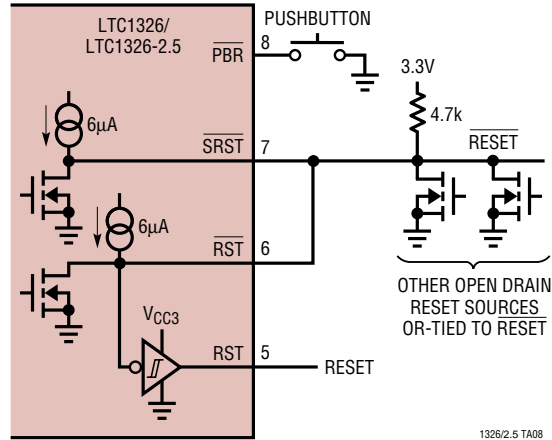 LTC1326/
LTC1326-2.5
PUSHBUTTON
PBR
8
3.3V
4.7k
6µA
SRST
7
RESET
6µA
RST
6
OTHER OPEN DRAIN
RESET SOURCES
OR-TIED TO RESET
VCC3
RST
5
RESET
1326/2.5 TA08